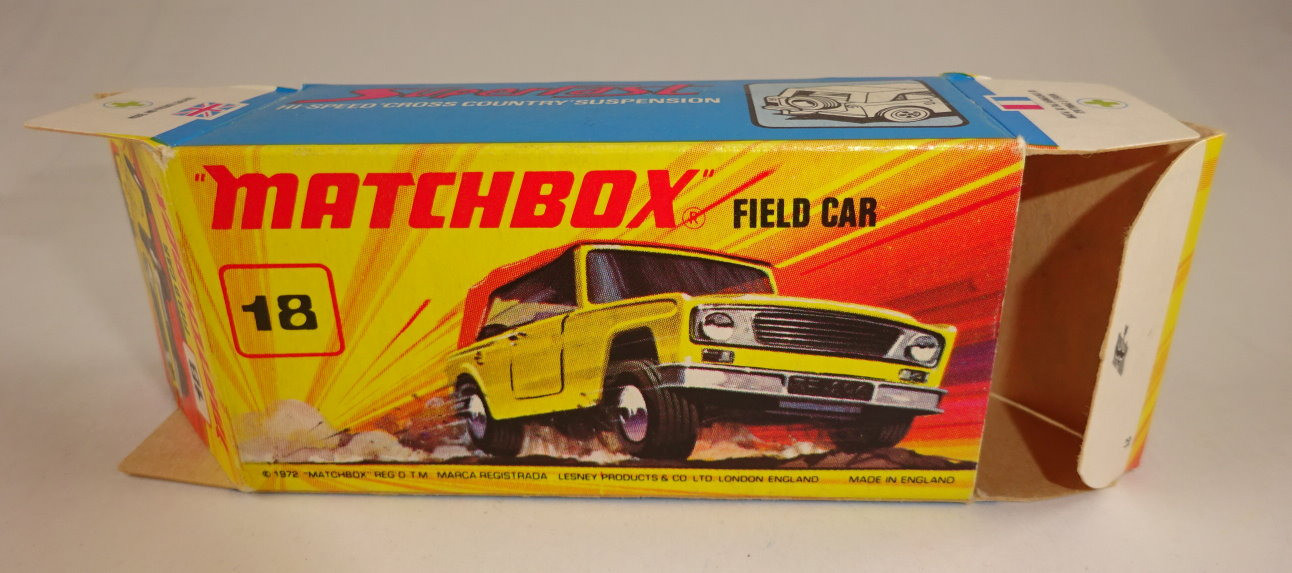 Superfast
HI-SPEED 'CROSS COUNTRY' SUSPENSION
"MATCHBOX"® FIELD CAR
18
© 1972 "MATCHBOX" REG'D T.M. MARCA REGISTRADA LESNEY PRODUCTS & CO. LTD. LONDON ENGLAND MADE IN ENGLAND